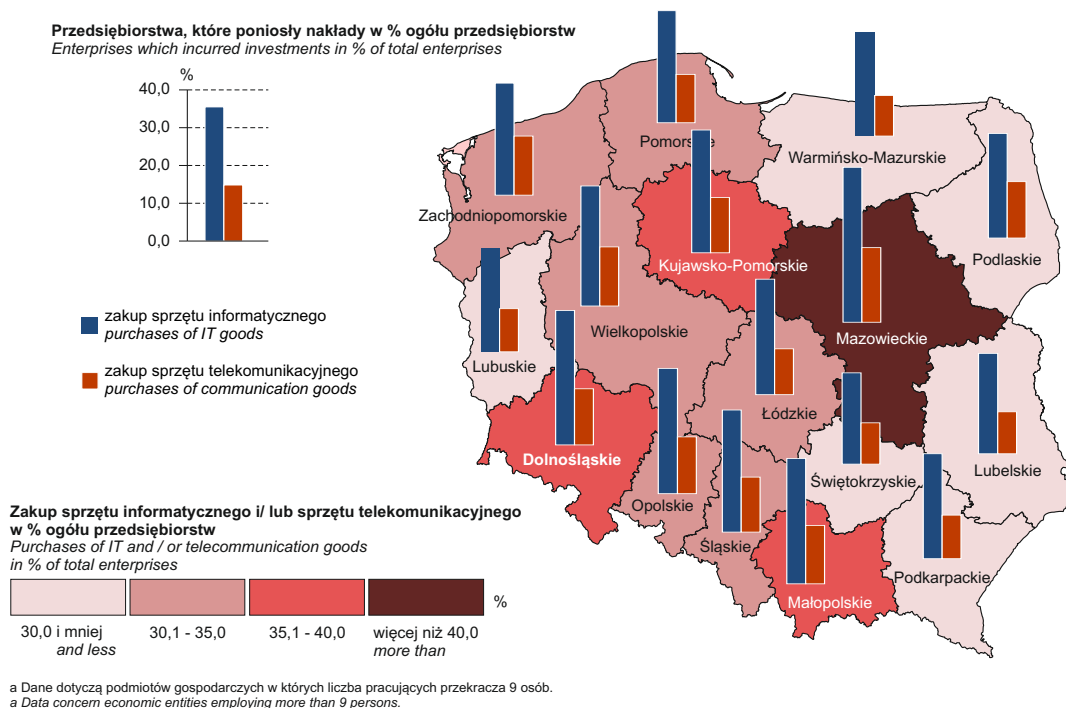 Przedsiębiorstwa, które poniosły nakłady w % ogółu przedsiębiorstw
Enterprises which incurred investments in % of total enterprises
%
40,0
30,0
20,0
10,0
0,0
zakup sprzętu informatycznego
purchases of IT goods
zakup sprzętu telekomunikacyjnego
purchases of communication goods
Pomorskie
Warmińsko-Mazurskie
Zachodniopomorskie
Podlaskie
Kujawsko-Pomorskie
Wielkopolskie
Mazowieckie
Lubuskie
Łódzkie
Dolnośląskie
Lubelskie
Świętokrzyskie
Opolskie
Śląskie
Podkarpackie
Małopolskie
Zakup sprzętu informatycznego i/ lub sprzętu telekomunikacyjnego
w % ogółu przedsiębiorstw
Purchases of IT and / or telecommunication goods
in % of total enterprises
%
30,0 i mniej
and less
30,1 - 35,0
35,1 - 40,0
więcej niż 40,0
more than
a Dane dotyczą podmiotów gospodarczych w których liczba pracujących przekracza 9 osób.
a Data concern economic entities employing more than 9 persons.